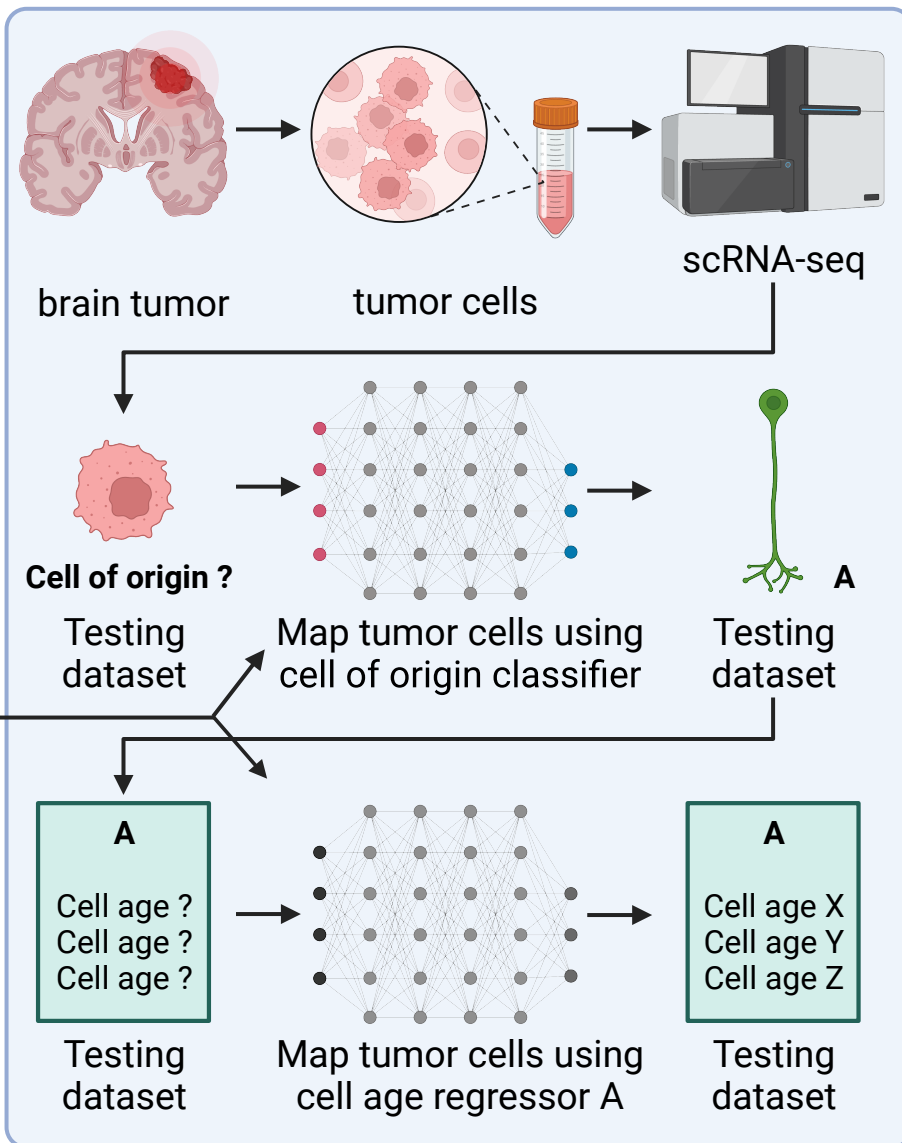 scRNA-seq
brain tumor
tumor cells
Cell of origin ?
A
Testing
dataset
Map tumor cells using
cell of origin classifier
Testing
dataset
A
Cell age ?
Cell age ?
Cell age ?
A
Cell age X
Cell age Y
Cell age Z
Testing
dataset
Map tumor cells using
cell age regressor A
Testing
dataset